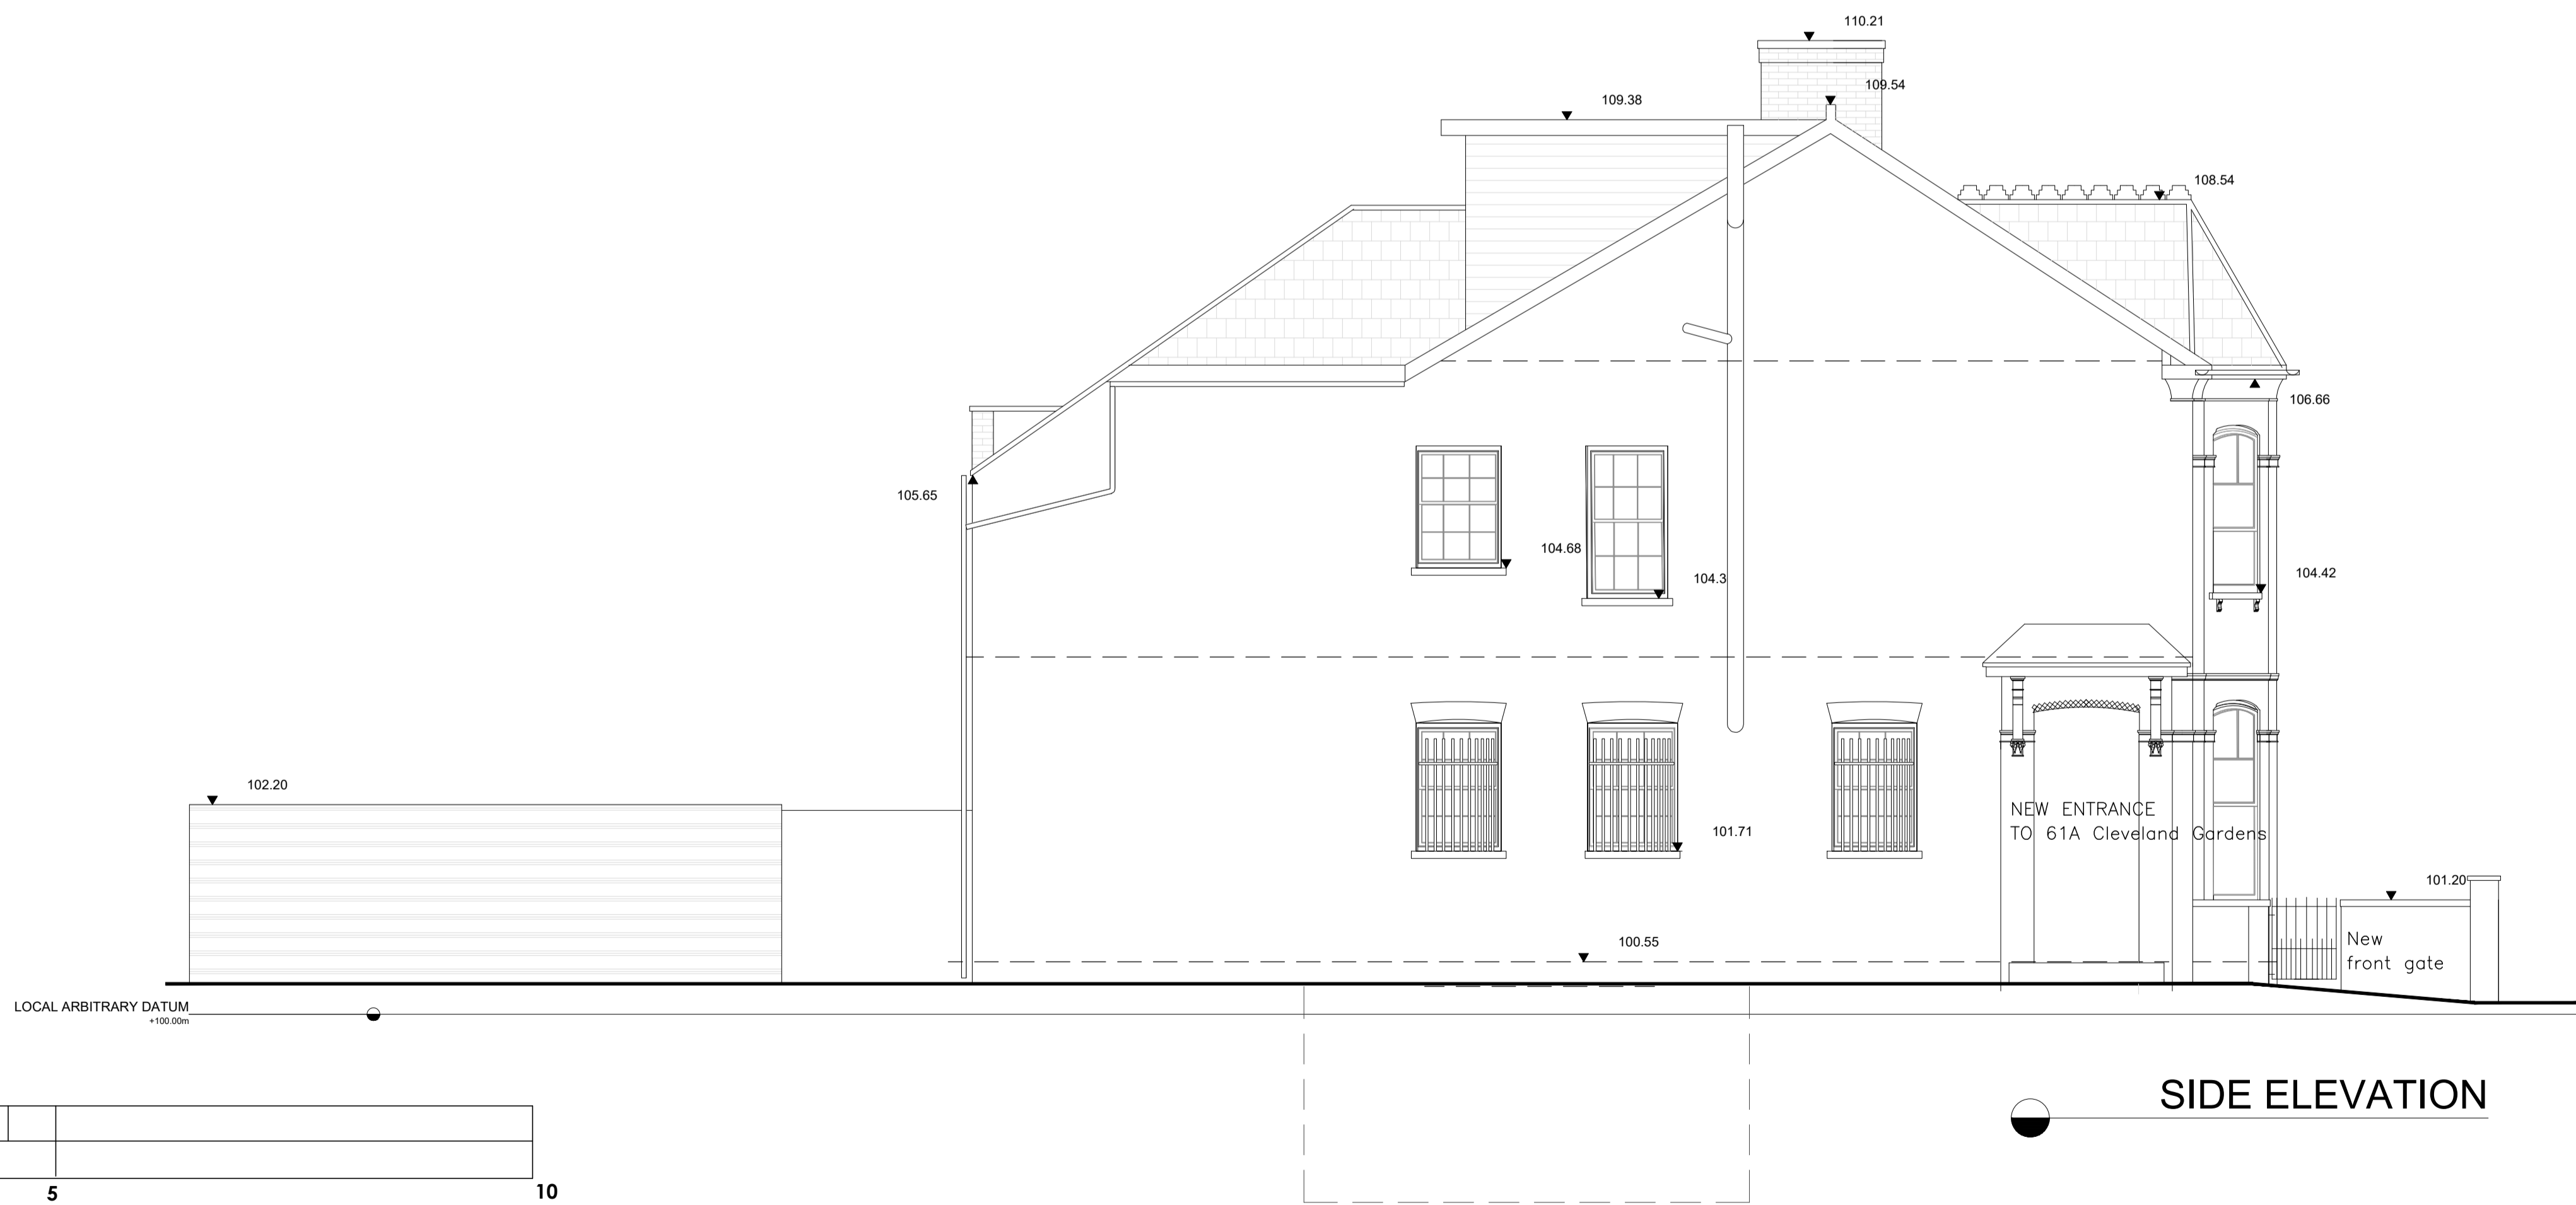 110.21
109.54
109.38
108.54
106.66
105.65
104.68
104.3
104.42
102.20
NEW ENTRANCE
TO 61A Cleveland Gardens
101.71
101.20
100.55
New
front gate
LOCAL ARBITRARY DATUM
+100.00m
SIDE ELEVATION
5
10